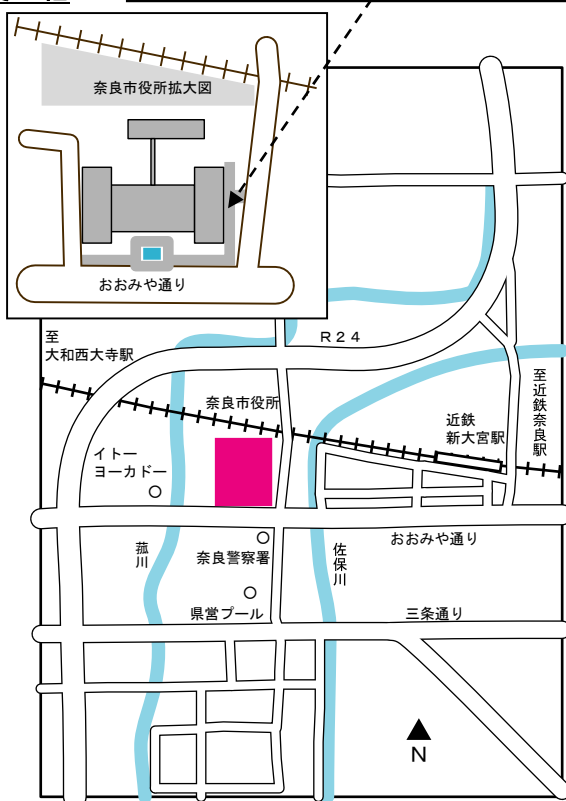 奈良市役所拡大図
おおみや通り
R24
至
大和西大寺駅
奈良市役所
近鉄
新大宮駅
至近鉄奈良駅
イトー
ヨーカドー
おおみや通り
菰川
奈良警察署
佐保川
県営プール
三条通り
N